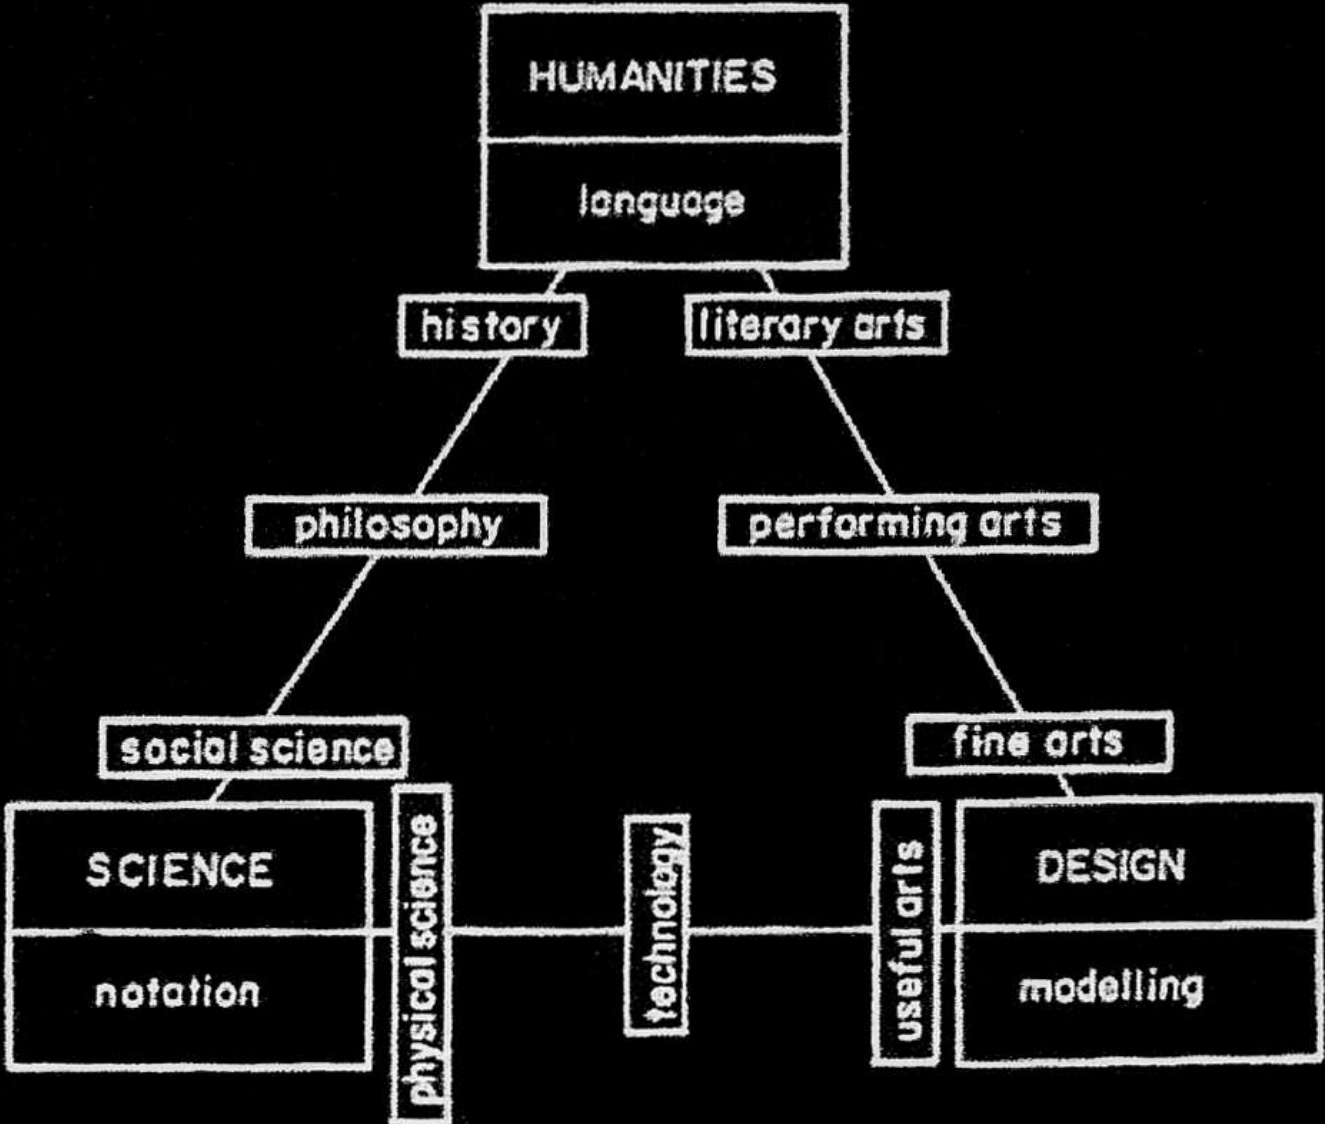 HUMANITIES
language
history
literary arts
philosophy
performing arts
social science
fine arts
SCIENCE
notation
physical science
technology
useful arts
DESIGN
modelling